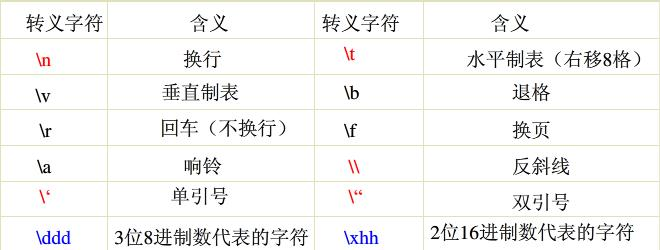 转义字符 含义 转义字符 含义
\n 换行 \t 水平制表（右移8格）
\v 垂直制表 \b 退格
\r 回车（不换行） \f 换页
\a 响铃 \\ 反斜线
\‘ 单引号 \“ 双引号
\ddd 3位8进制数代表的字符 \xhh 2位16进制数代表的字符